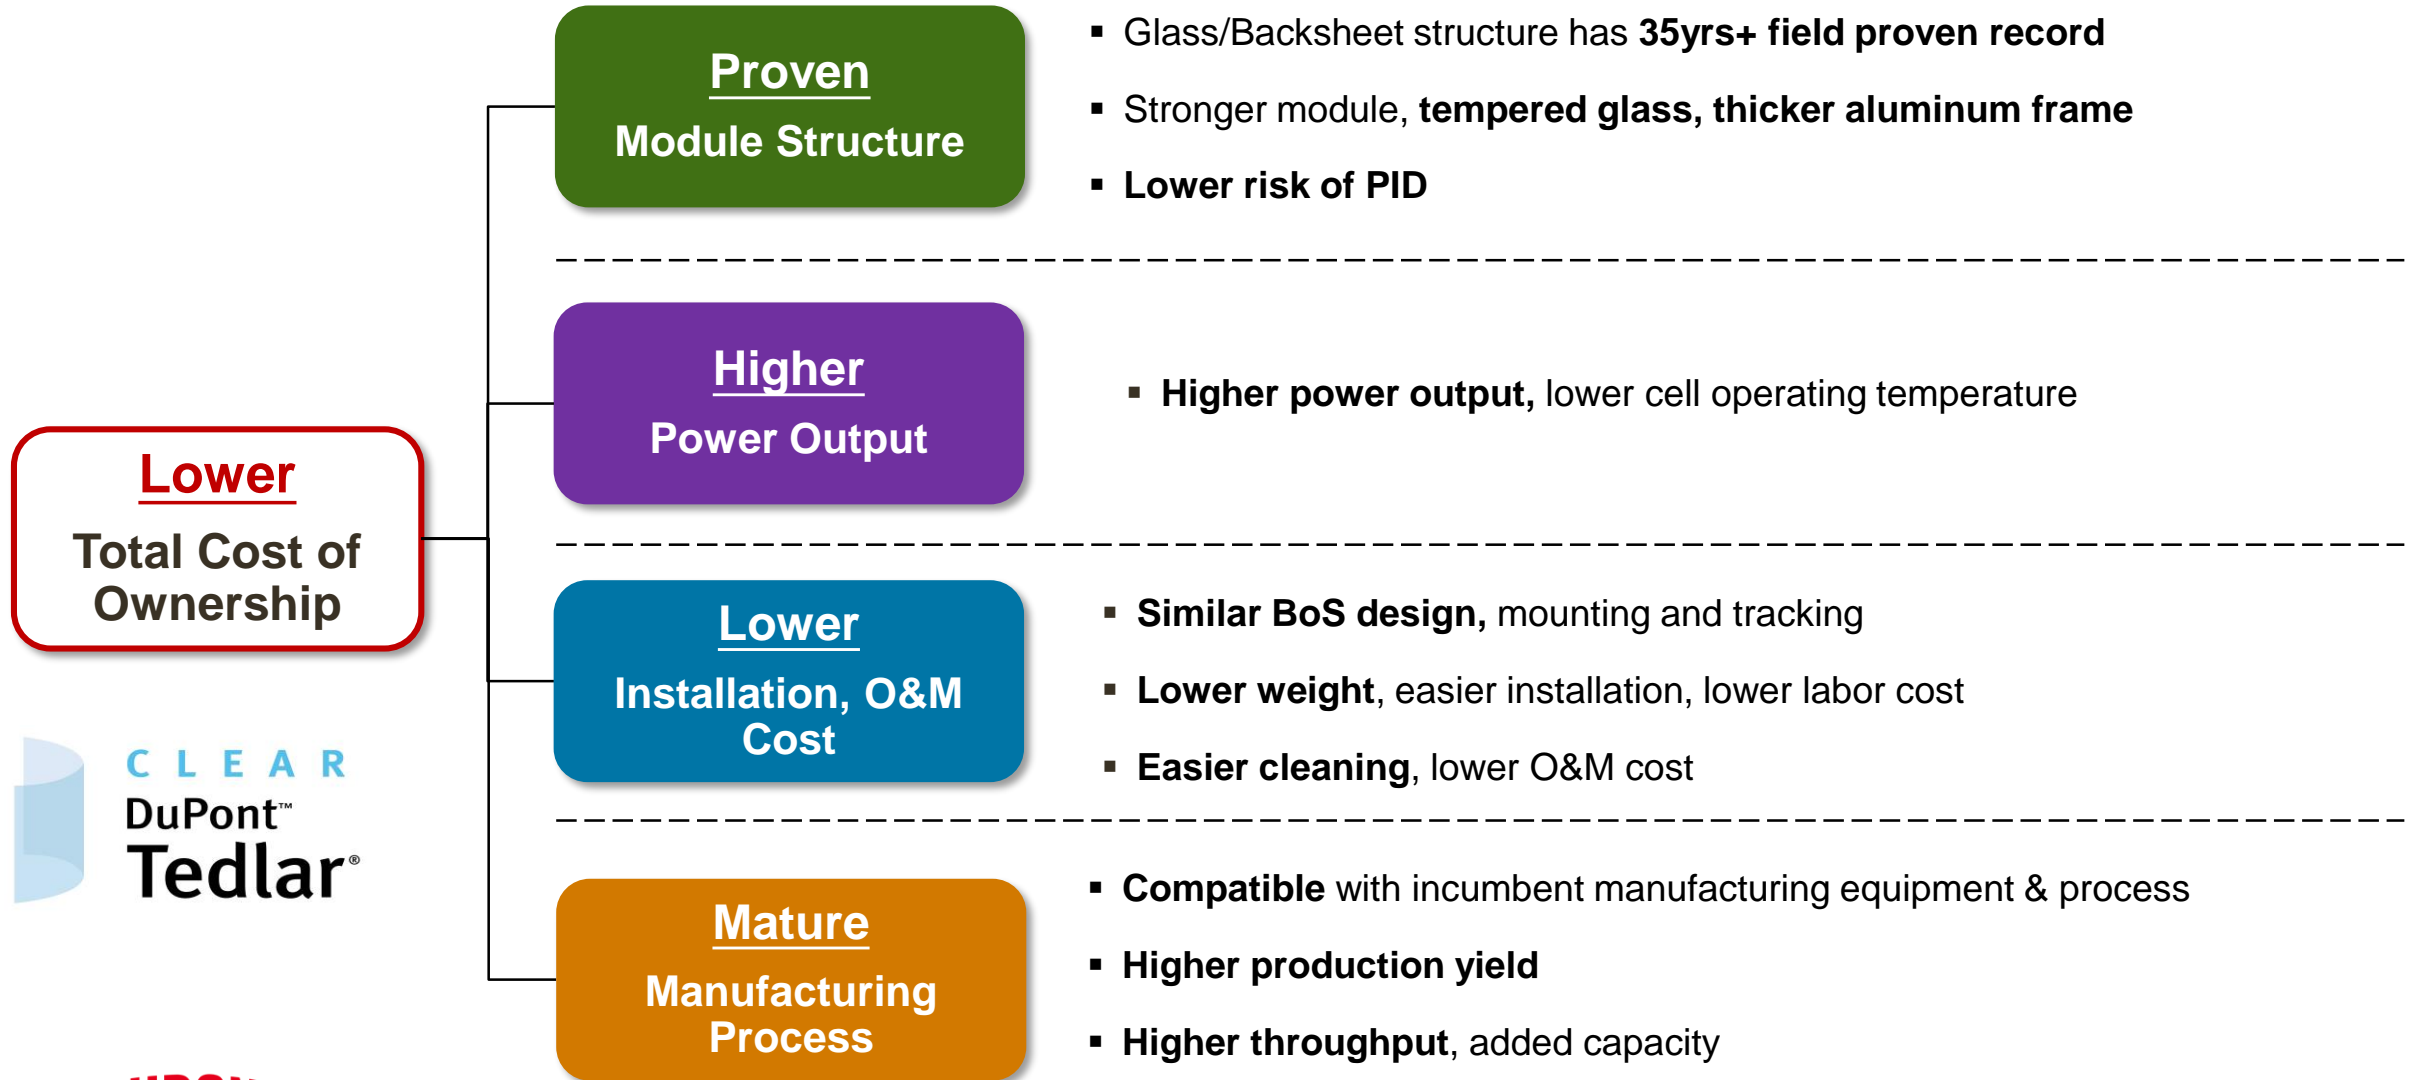 Proven
Module Structure
▪ Glass/Backsheet structure has 35yrs+ field proven record
▪ Stronger module, tempered glass, thicker aluminum frame
▪ Lower risk of PID
Higher
Power Output
▪ Higher power output, lower cell operating temperature
Lower
Total Cost of
Ownership
Lower
Installation, O&M
Cost
▪ Similar BoS design, mounting and tracking
▪ Lower weight, easier installation, lower labor cost
▪ Easier cleaning, lower O&M cost
CLEAR
DuPont™
Tedlar®
Mature
Manufacturing
Process
▪ Compatible with incumbent manufacturing equipment & process
▪ Higher production yield
▪ Higher throughput, added capacity